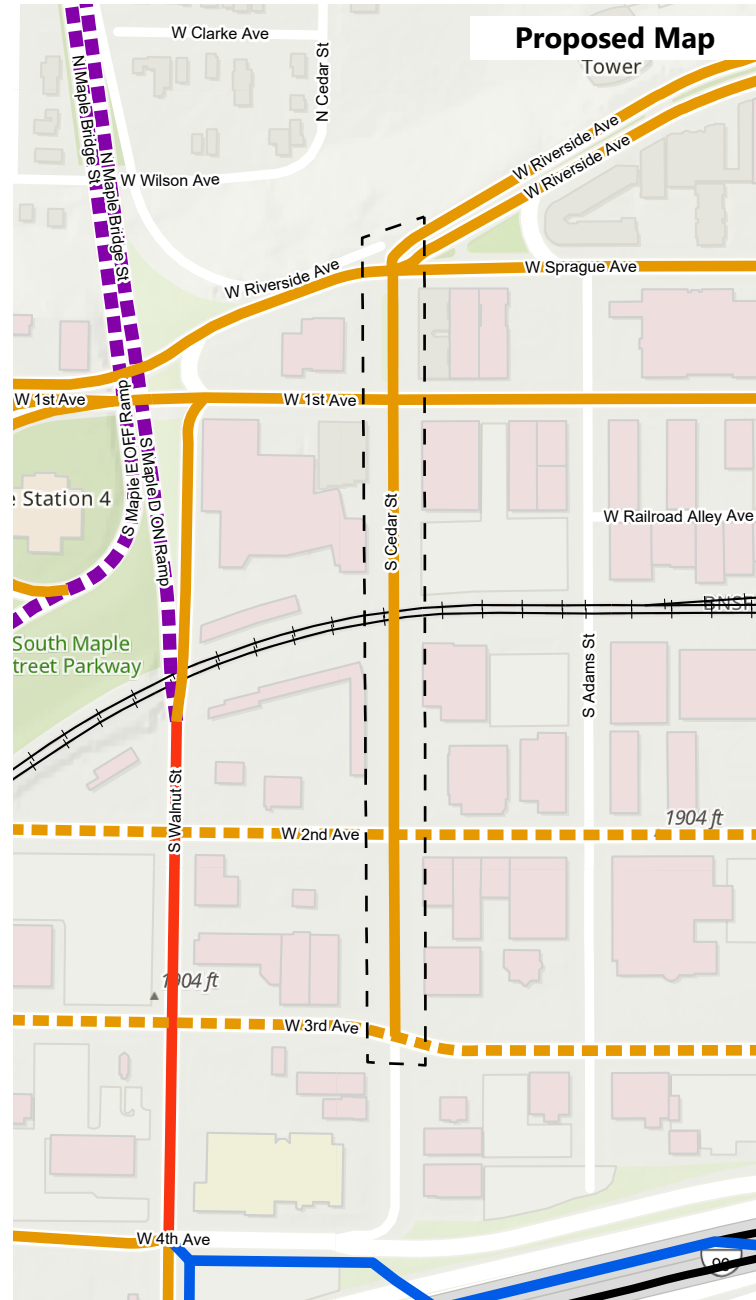 Proposed Map
W Clarke Ave
N Cedar St
Tower
N Maple Bridge St
N Maple Bridge St
W Riverside Ave
W Riverside Ave
W Wilson Ave
W Riverside Ave
W Sprague Ave
W 1st Ave
W 1st Ave
S Maple E OFF Ramp
S Maple D ON Ramp
e Station 4
S Cedar St
W Railroad Alley Ave
BNSF
South Maple
treet Parkway
S Adams St
S Walnut St
W 2nd Ave
1904 ft
1904 ft
W 3rd Ave
W 4th Ave
90